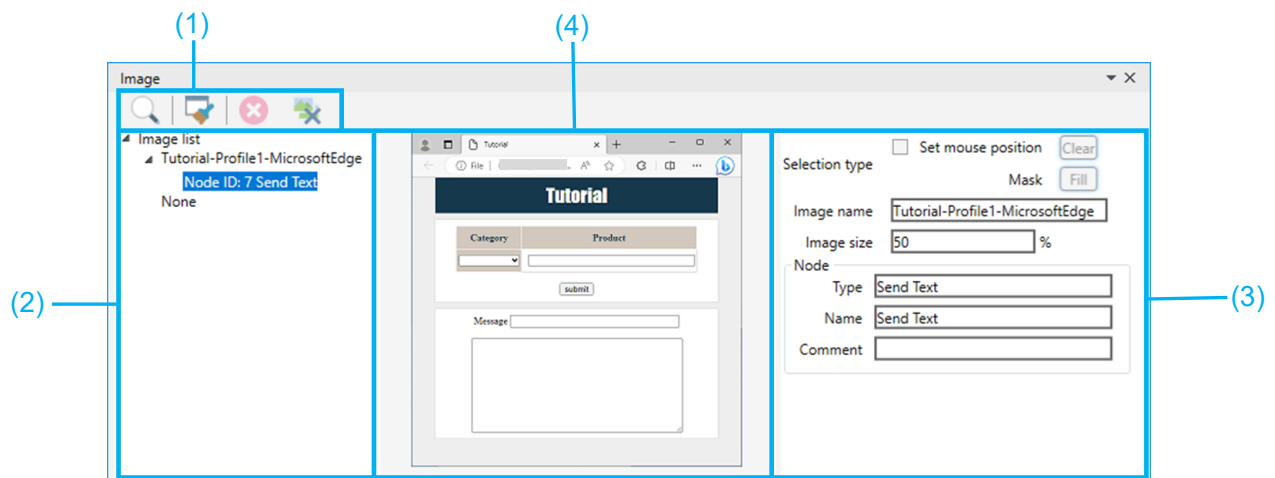 (1)
(4)
Image
Image list
Tutorial-Profile1-MicrosoftEdge
Node ID: 7 Send Text
None
(2)
Tutorial
File
Tutorial
Category Product
submit
Message
Set mouse position Clear
Selection type
Mask Fill
Image name Tutorial-Profile1-MicrosoftEdge
Image size 50 %
Node
Type Send Text
Name Send Text
Comment
(3)